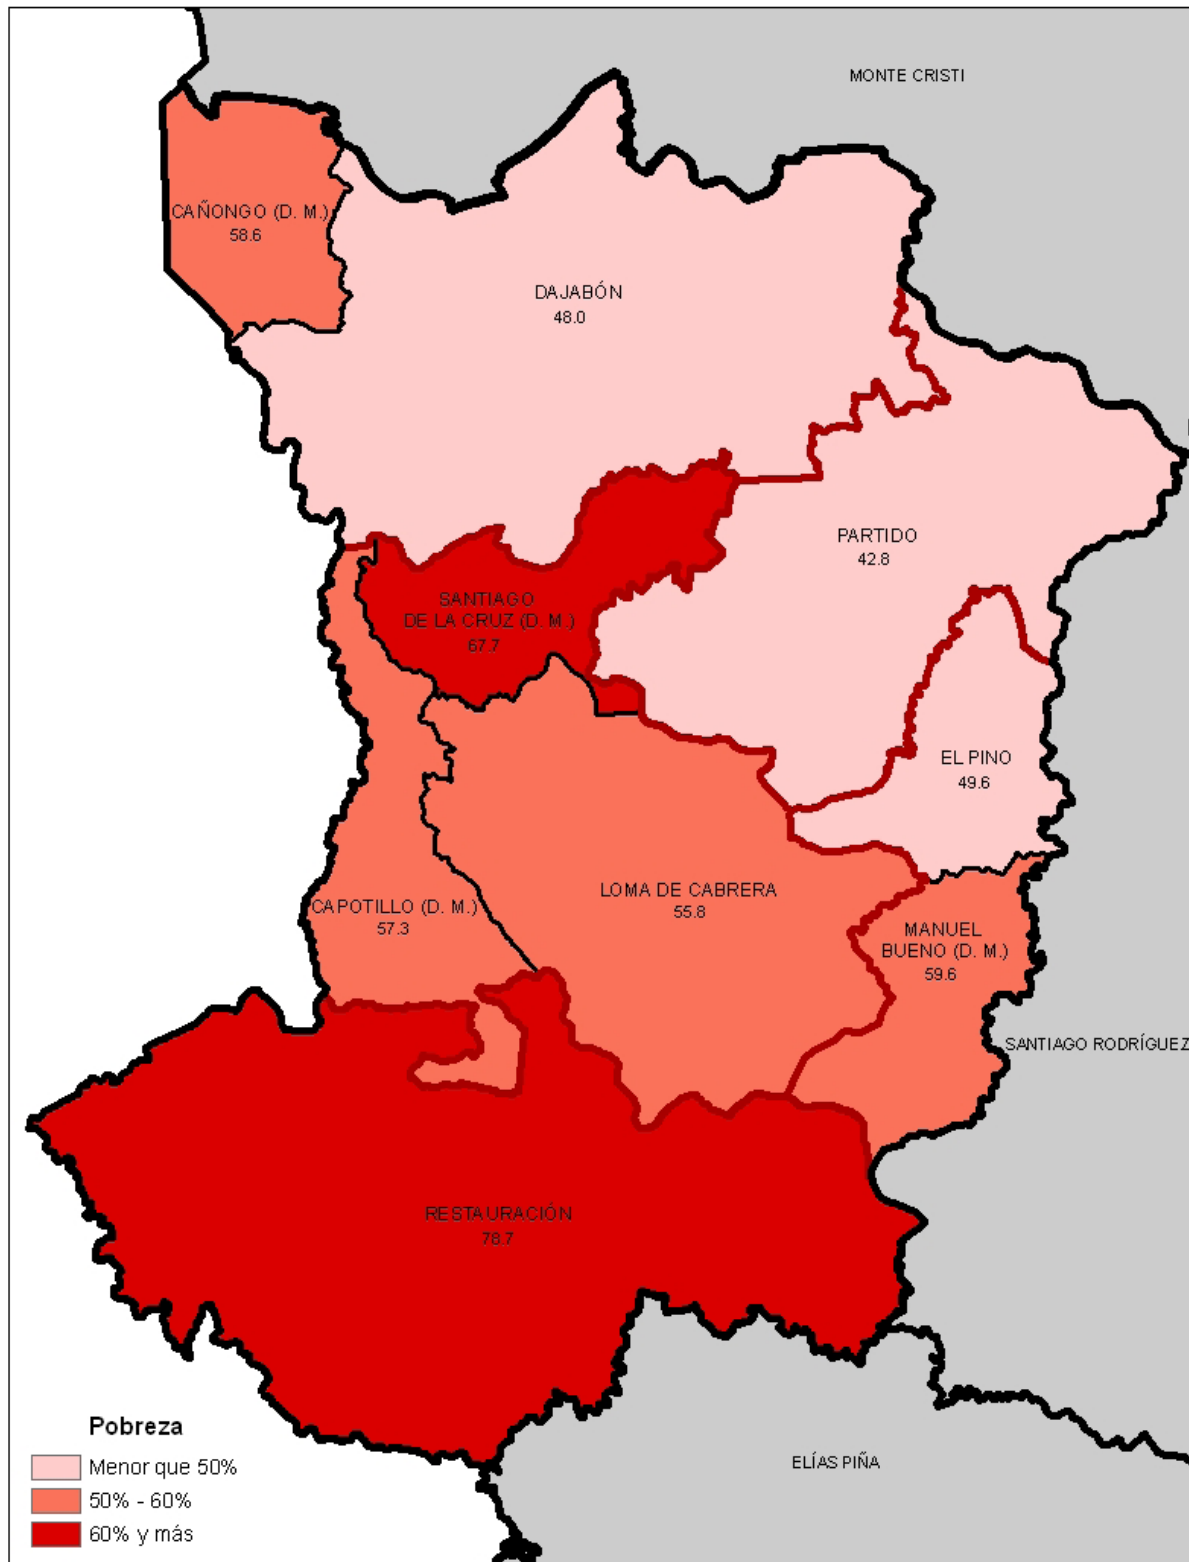 MONTE CRISTI
CAÑONGO (D. M.)
58.6
DAJABÓN
48.0
PARTIDO
42.8
SANTIAGO
DE LA CRUZ (D. M.)
67.7
EL PINO
49.6
LOMA DE CABRERA
55.8
CAPOTILLO (D. M.)
57.3
MANUEL
BUENO (D. M.)
59.6
SANTIAGO RODRÍGUEZ
RESTAURACIÓN
78.7
ELÍAS PIÑA
Pobreza
Menor que 50%
50% - 60%
60% y más